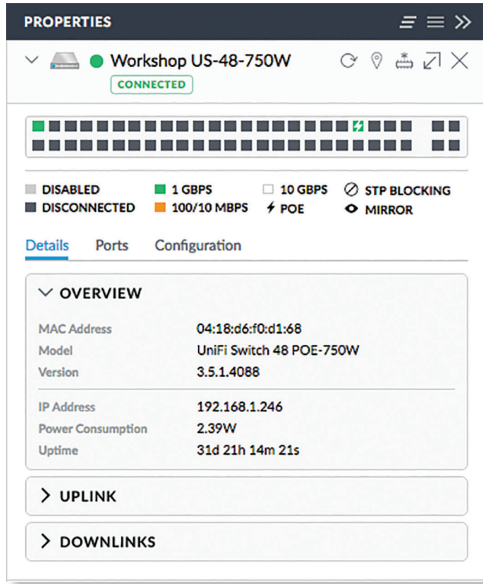 PROPERTIES
Workshop US-48-750W
CONNECTED
DISABLED 1 GBPS 10 GBPS STP BLOCKING
DISCONNECTED 100/10 MBPS POE MIRROR
Details Ports Configuration
OVERVIEW
MAC Address 04:18:d6:f0:d1:68
Model UniFi Switch 48 POE-750W
Version 3.5.1.4088
IP Address 192.168.1.246
Power Consumption 2.39W
Uptime 31d 21h 14m 21s
UPLINK
DOWNLINKS